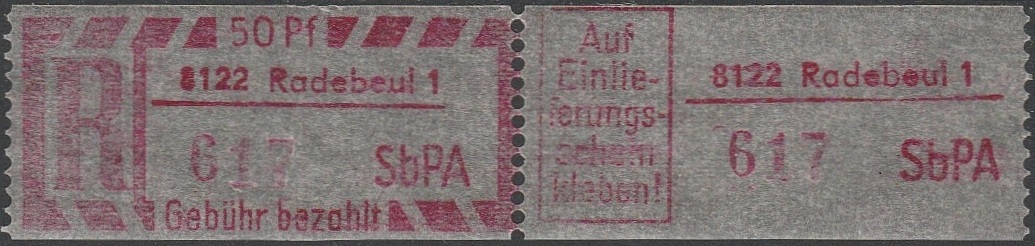 50 Pf
R
8122 Radebeul 1
617 SbPA
Gebühr bezahlt
Auf
Einlie-
ferungs-
schein
kleben!
8122 Radebeul 1
617 SbPA